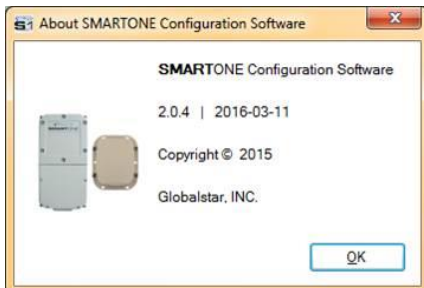 S1 About SMARTONE Configuration Software
SMARTONE Configuration Software
2.0.4 | 2016-03-11
Copyright © 2015
Globalstar, INC.
OK